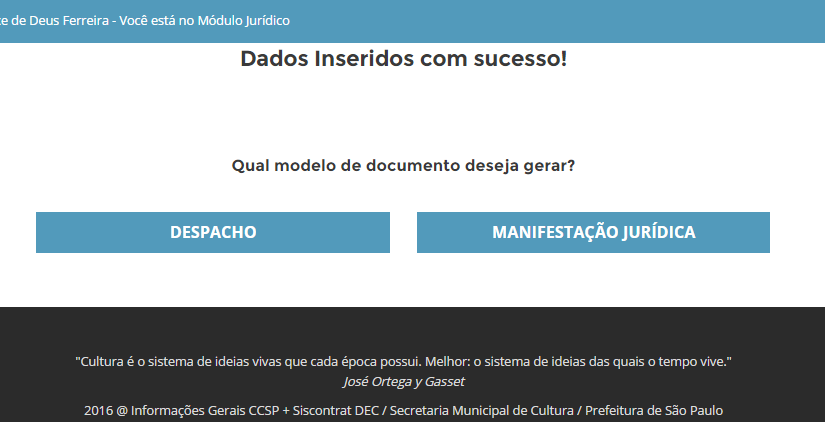 de Deus Ferreira - Você está no Módulo Jurídico
Dados Inseridos com sucesso!
Qual modelo de documento deseja gerar?
DESPACHO
MANIFESTAÇÃO JURÍDICA
"Cultura é o sistema de ideias vivas que cada época possui. Melhor: o sistema de ideias das quais o tempo vive."
José Ortega y Gasset
2016 @ Informações Gerais CCSP + Siscontrat DEC / Secretaria Municipal de Cultura / Prefeitura de São Paulo